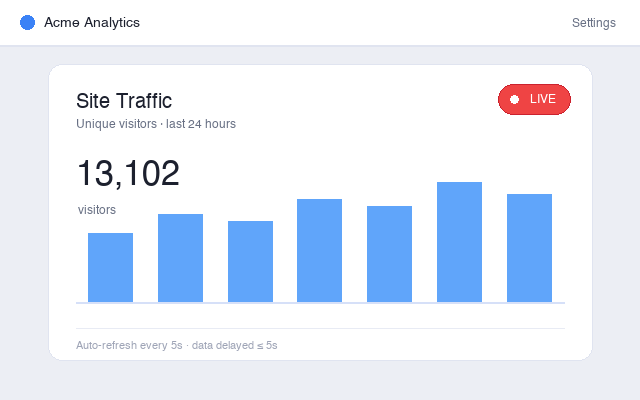 Acme Analytics
Settings
Site Traffic
LIVE
Unique visitors · last 24 hours
13,102
visitors
Auto-refresh every 5s · data delayed ≤ 5s